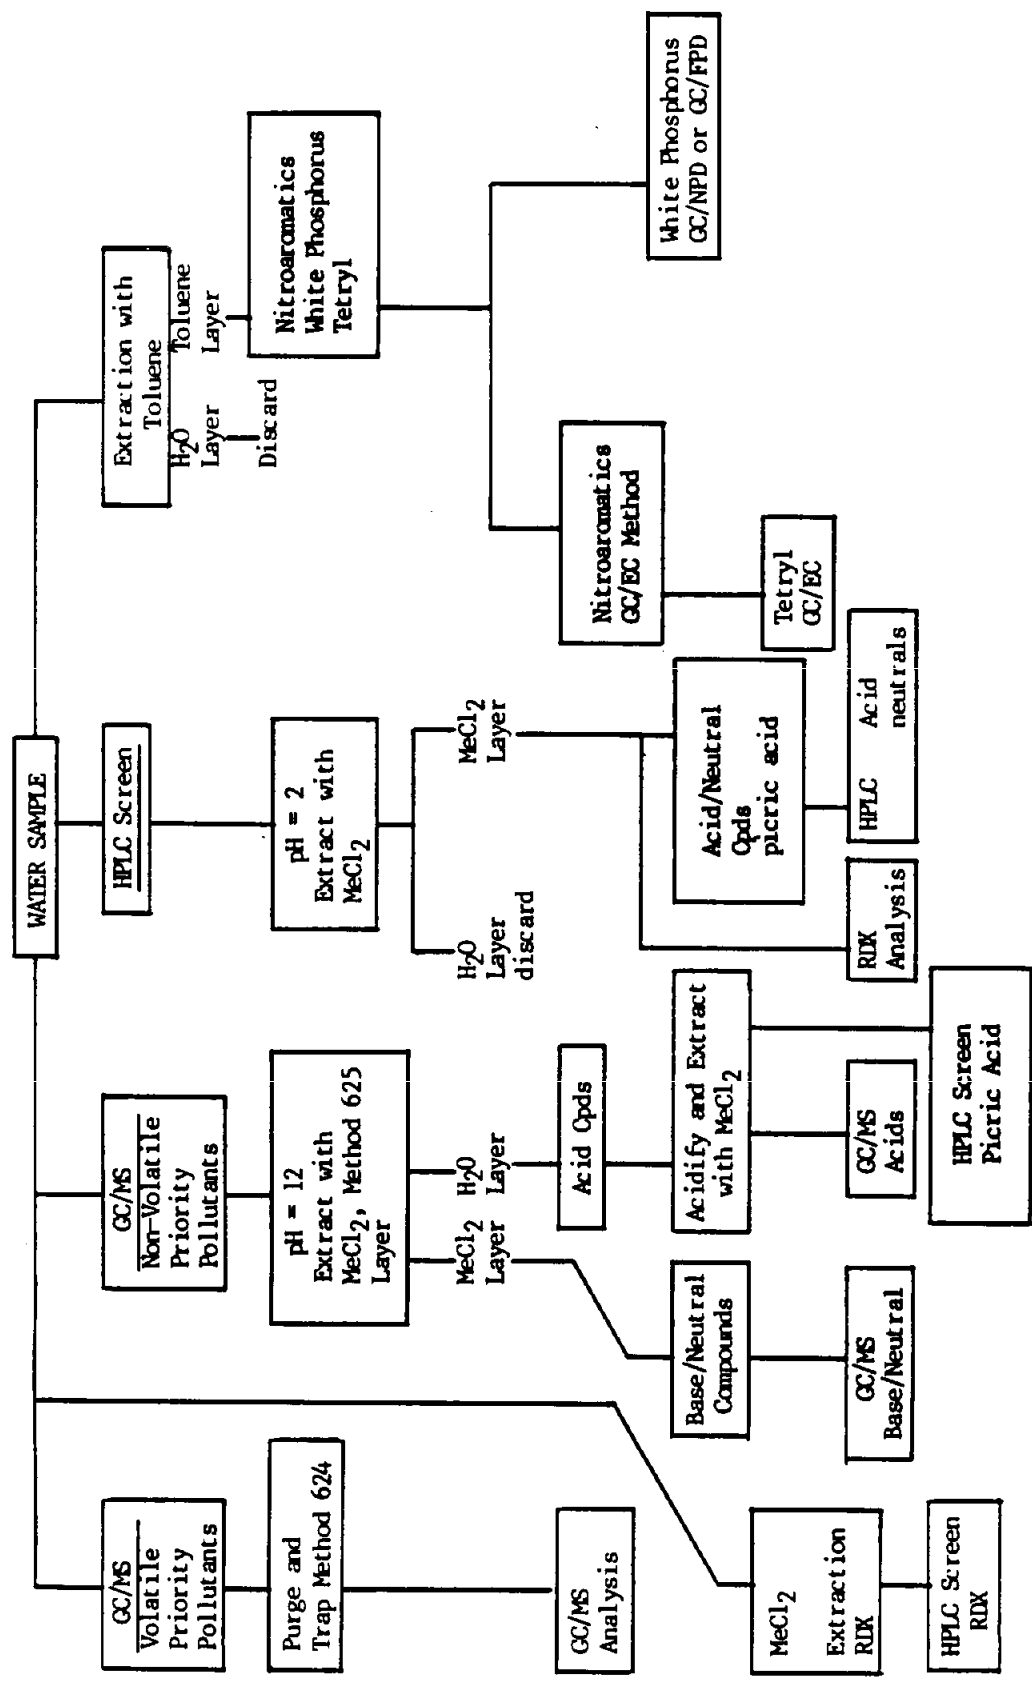 WATER SAMPLE
GC/MS
Volatile
Priority
Pollutants
Purge and
Trap Method 624
GC/MS
Analysis
MeCl2
Extraction
RDX
HPLC Screen
RDX
GC/MS
Non-Volatile
Priority
Pollutants
pH = 12
Extract with
MeCl2, Method 625
Layer
MeCl2
Layer
H2O
Layer
Base/Neutral
Compounds
GC/MS
Base/Neutral
Acid Cpds
Acidify and Extract
with MeCl2
GC/MS
Acids
HPLC Screen
Picric Acid
HPLC Screen
pH = 2
Extract with
MeCl2
H2O
Layer
discard
MeCl2
Layer
RDX
Analysis
Acid/Neutral
Cpds
picric acid
HPLC Acid
neutrals
Extraction with
Toluene
H2O
Layer
Discard
Toluene
Layer
Nitroaromatics
White Phosphorus
Tetryl
Nitroaromatics
GC/EC Method
Tetryl
GC/EC
White Phosphorus
GC/NPD or GC/FPD